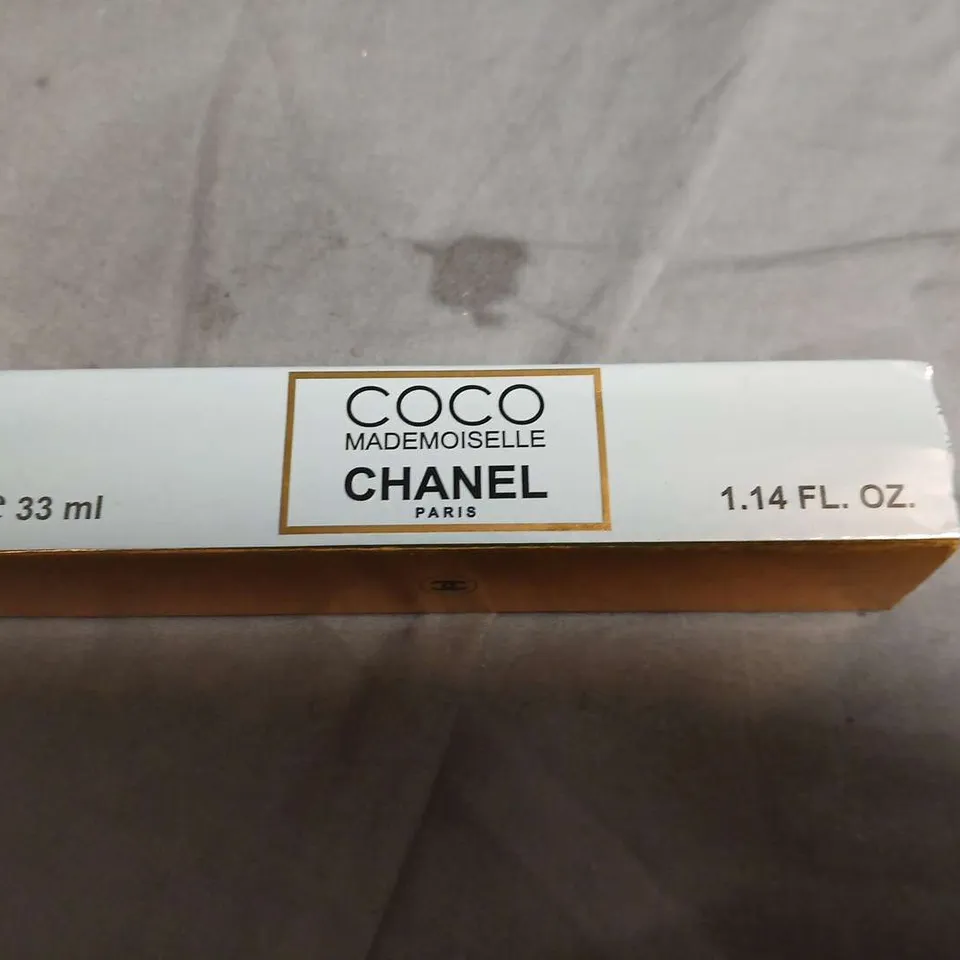 COCO
MADEMOISELLE
CHANEL
PARIS
℮ 33 ml
1.14 FL. OZ.